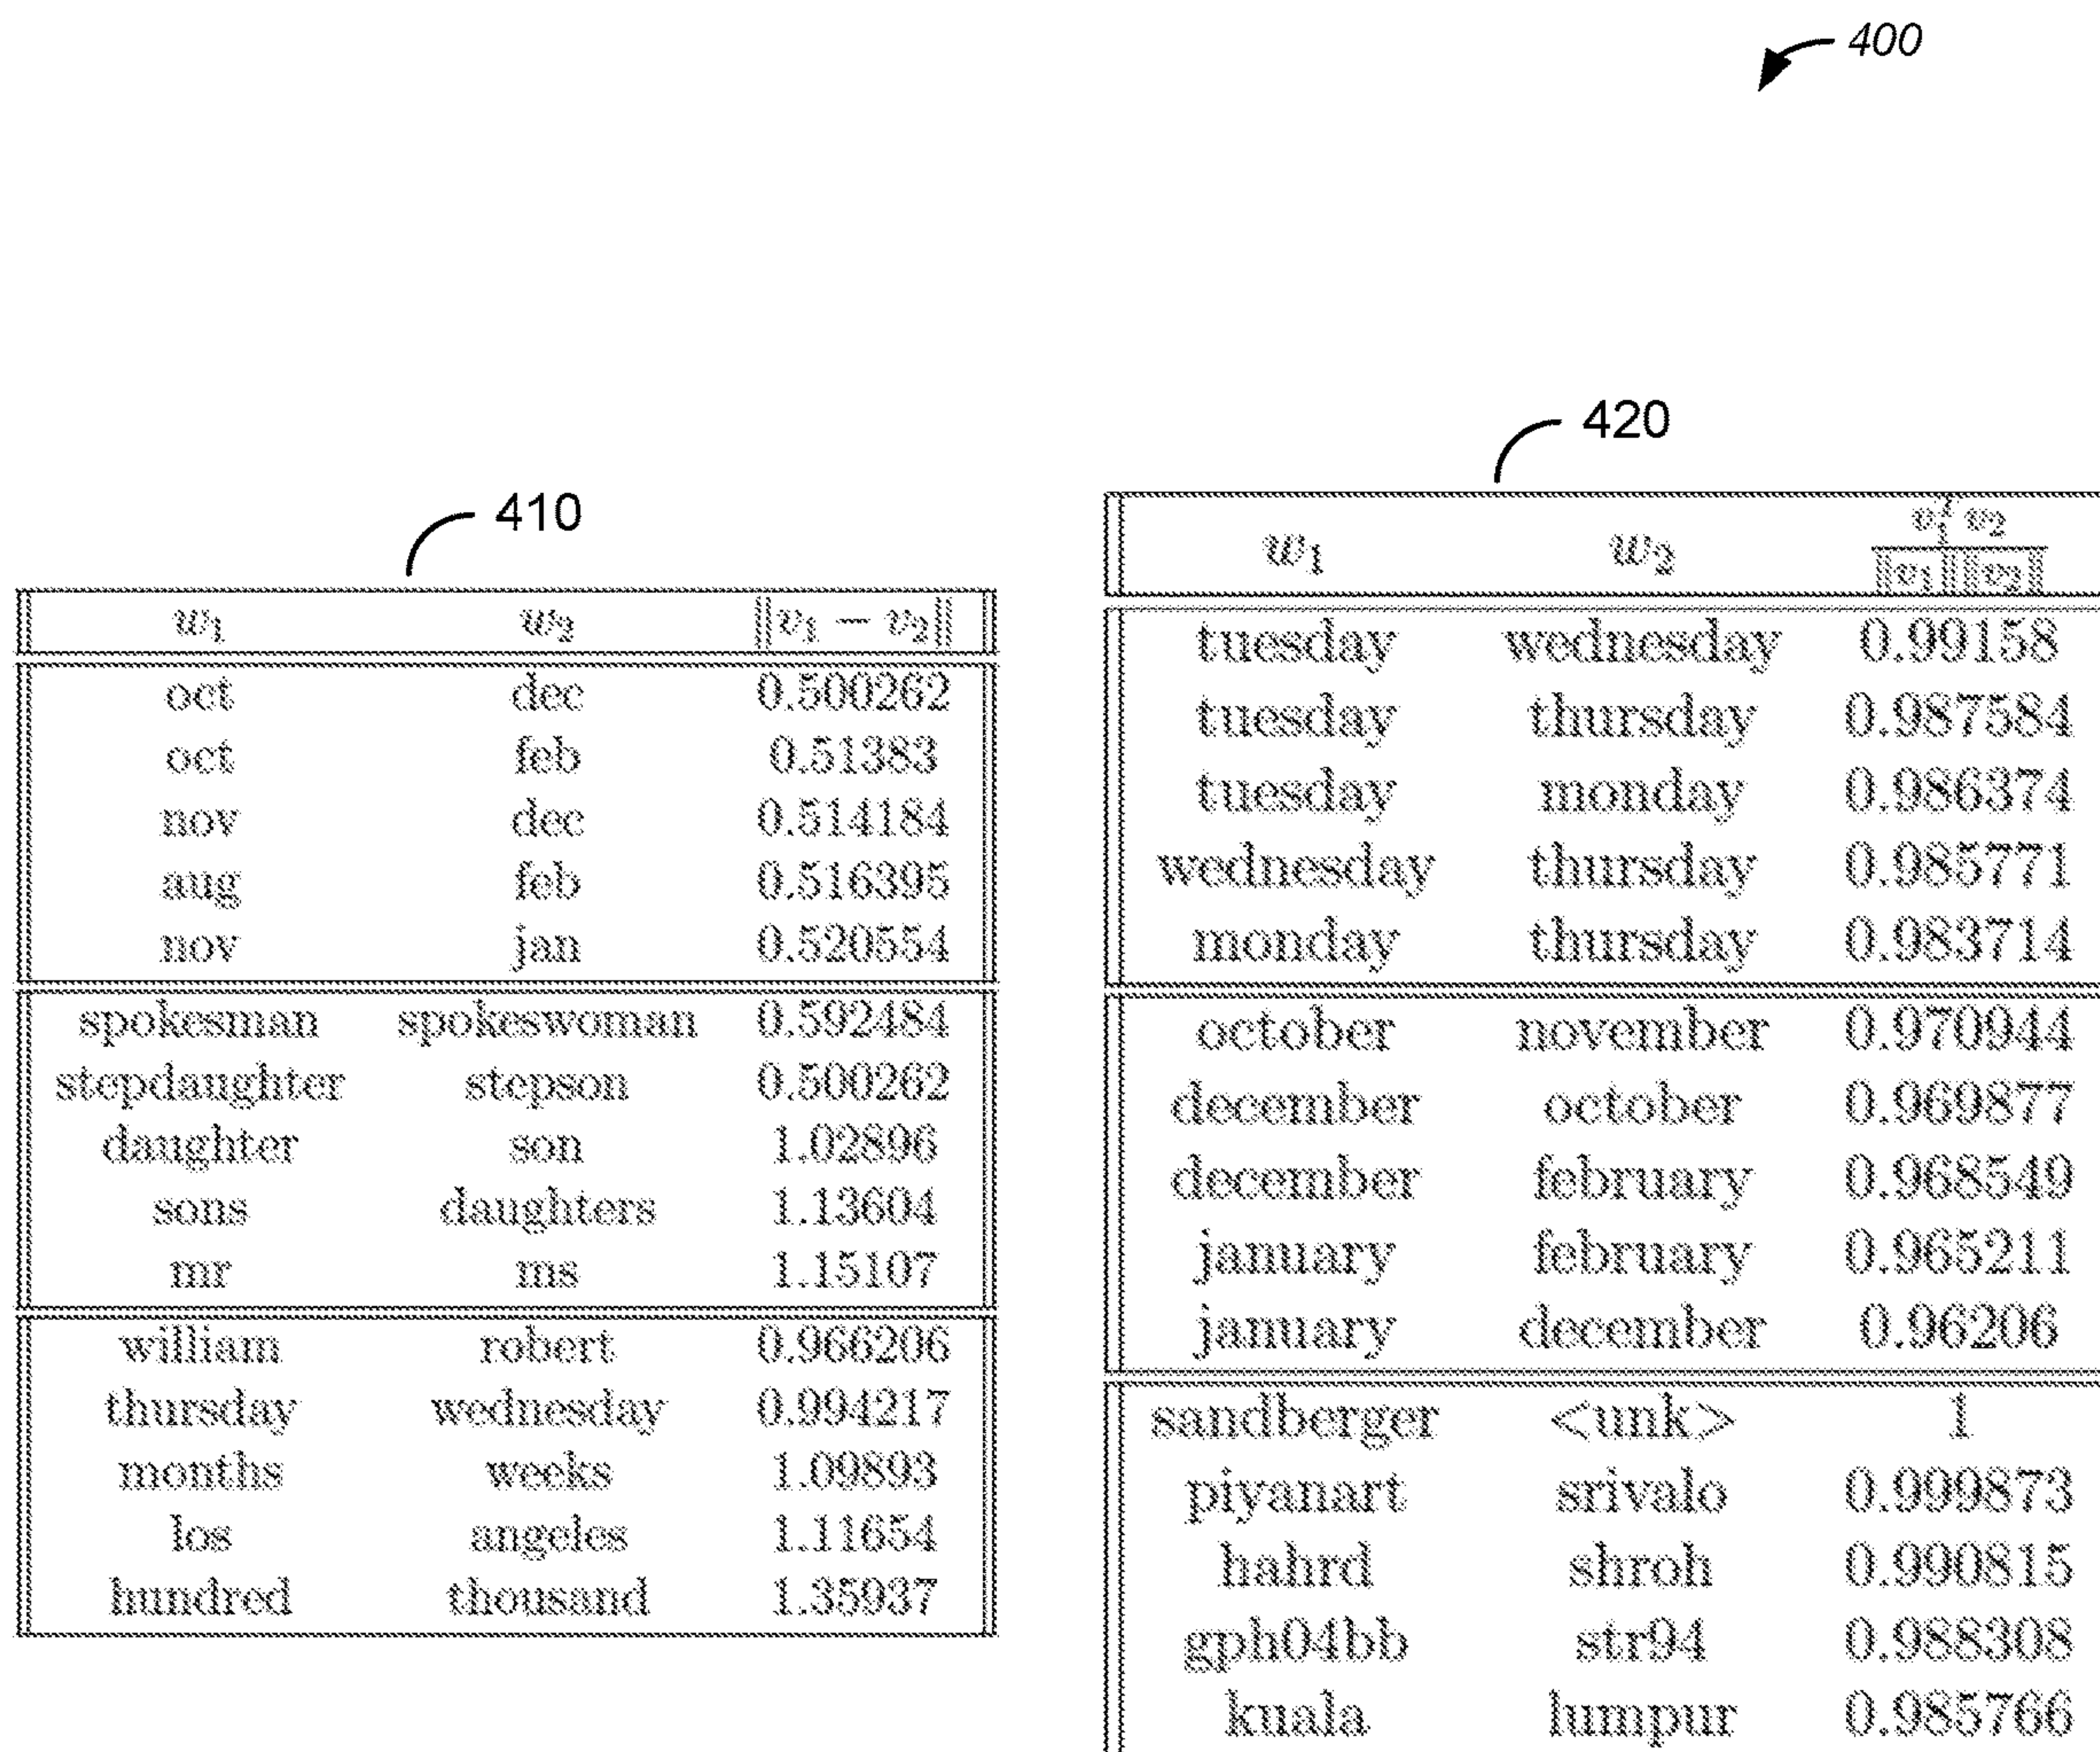 400
410
w₁ w₂ ||v₁ − v₂||
oct dec 0.500262
oct feb 0.51383
nov dec 0.514184
aug feb 0.516395
nov jan 0.520554
spokesman spokeswoman 0.592484
stepdaughter stepson 0.500262
daughter son 1.02896
sons daughters 1.13604
mr ms 1.15107
william robert 0.966206
thursday wednesday 0.994217
months weeks 1.09893
los angeles 1.11654
hundred thousand 1.35937
420
w₁ w₂ v₁ᵗ v₂ / ||v₁|| ||v₂||
tuesday wednesday 0.99158
tuesday thursday 0.987584
tuesday monday 0.986374
wednesday thursday 0.985771
monday thursday 0.983714
october november 0.970944
december october 0.969877
december february 0.968549
january february 0.965211
january december 0.96206
sandberger <unk> 1
piyanart srivalo 0.999873
hahrd shroh 0.990815
gph04bb str94 0.988308
kuala lumpur 0.985766